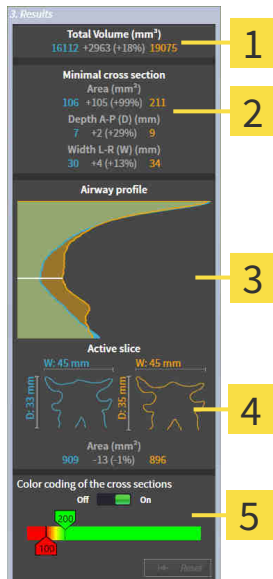 3. Results
Total Volume (mm³)
16112 +2963 (+18%) 19075
1
Minimal cross section
Area (mm²)
106 +105 (+99%) 211
2
Depth A-P (D) (mm)
7 +2 (+29%) 9
Width L-R (W) (mm)
30 +4 (+13%) 34
Airway profile
3
Active slice
W: 45 mm W: 45 mm
D: 33 mm D: 35 mm
4
Area (mm²)
909 -13 (-1%) 896
Color coding of the cross sections
Off On
5
200
100
Reset